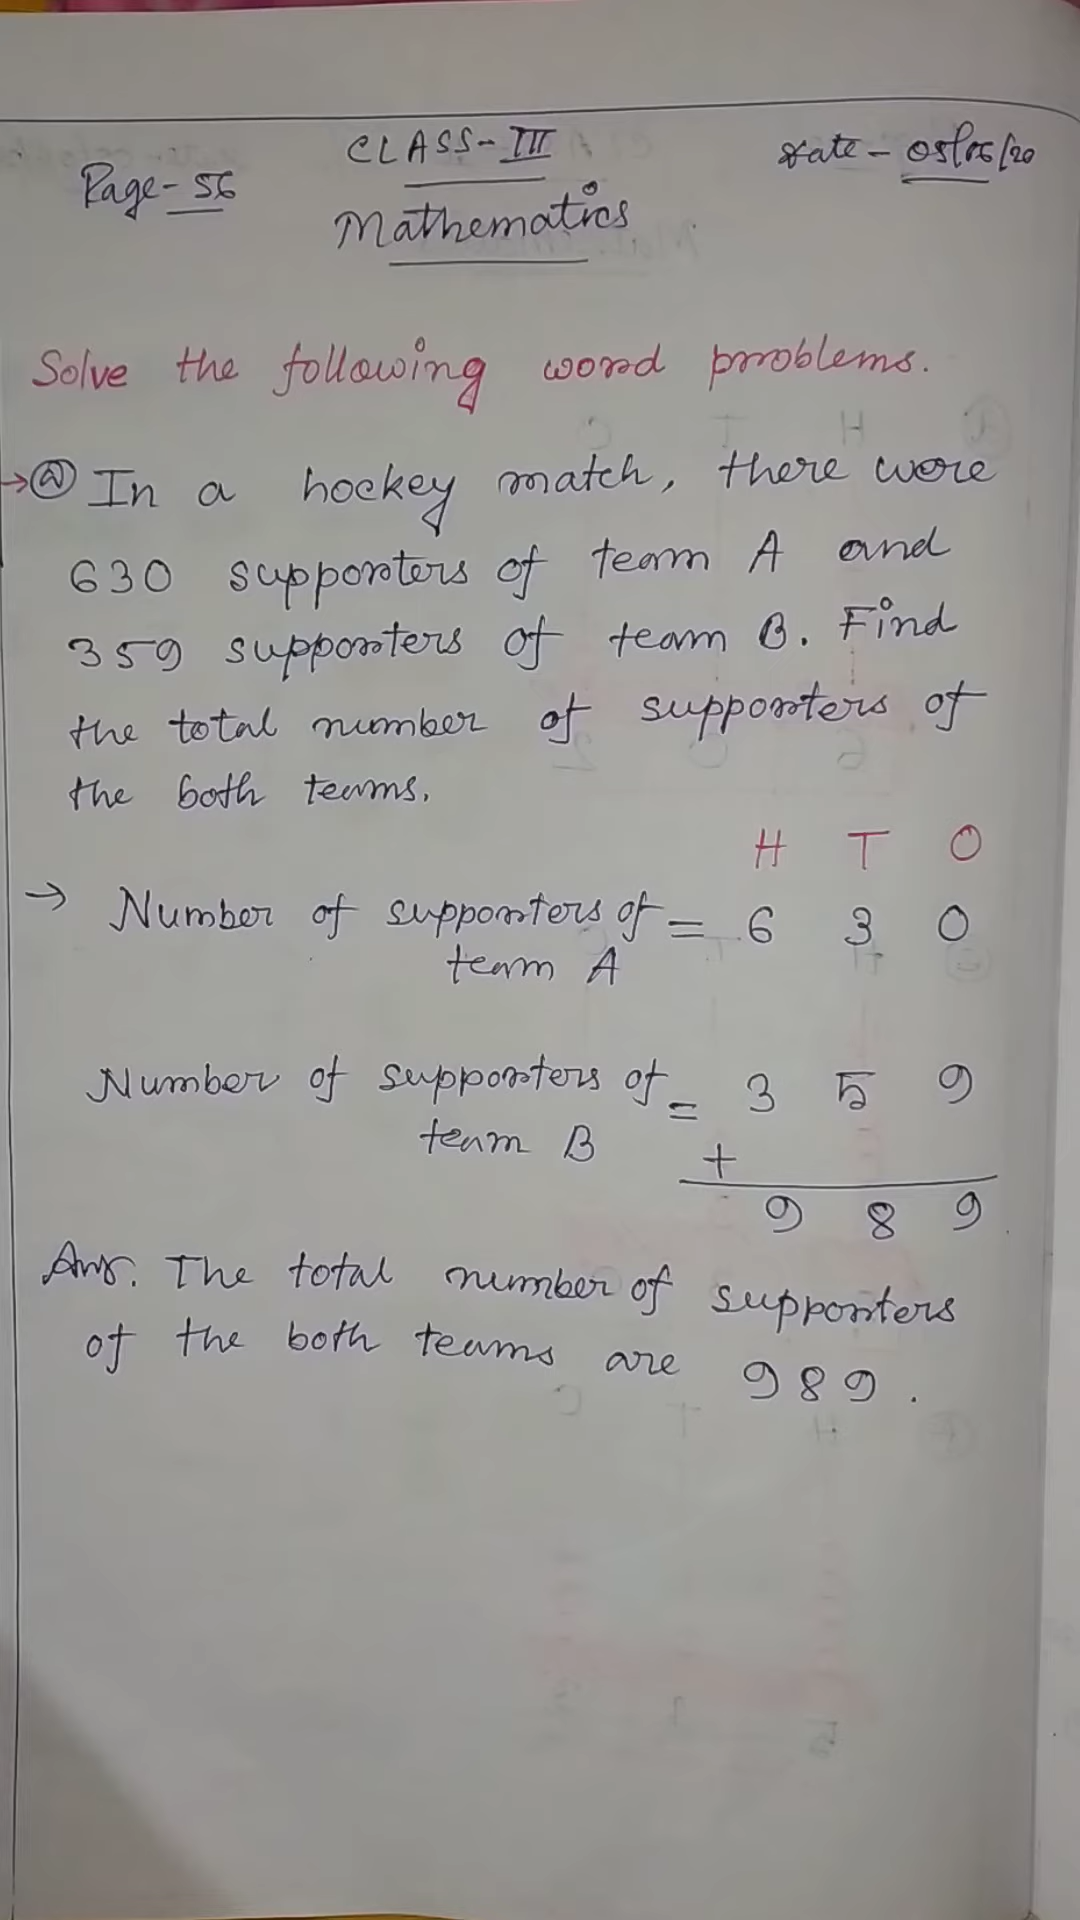 CLASS-III
Page-56
Date-05/06/20
Mathematics
Solve the following word problems.
→ⓐ In a hockey match, there were
630 supporters of team A and
359 supporters of team B. Find
the total number of supporters of
the both teams.
H T O
→ Number of supporters of = 6 3 0
team A
Number of supporters of = 3 5 9
team B +
9 8 9
Ans. The total number of supporters
of the both teams are 989.